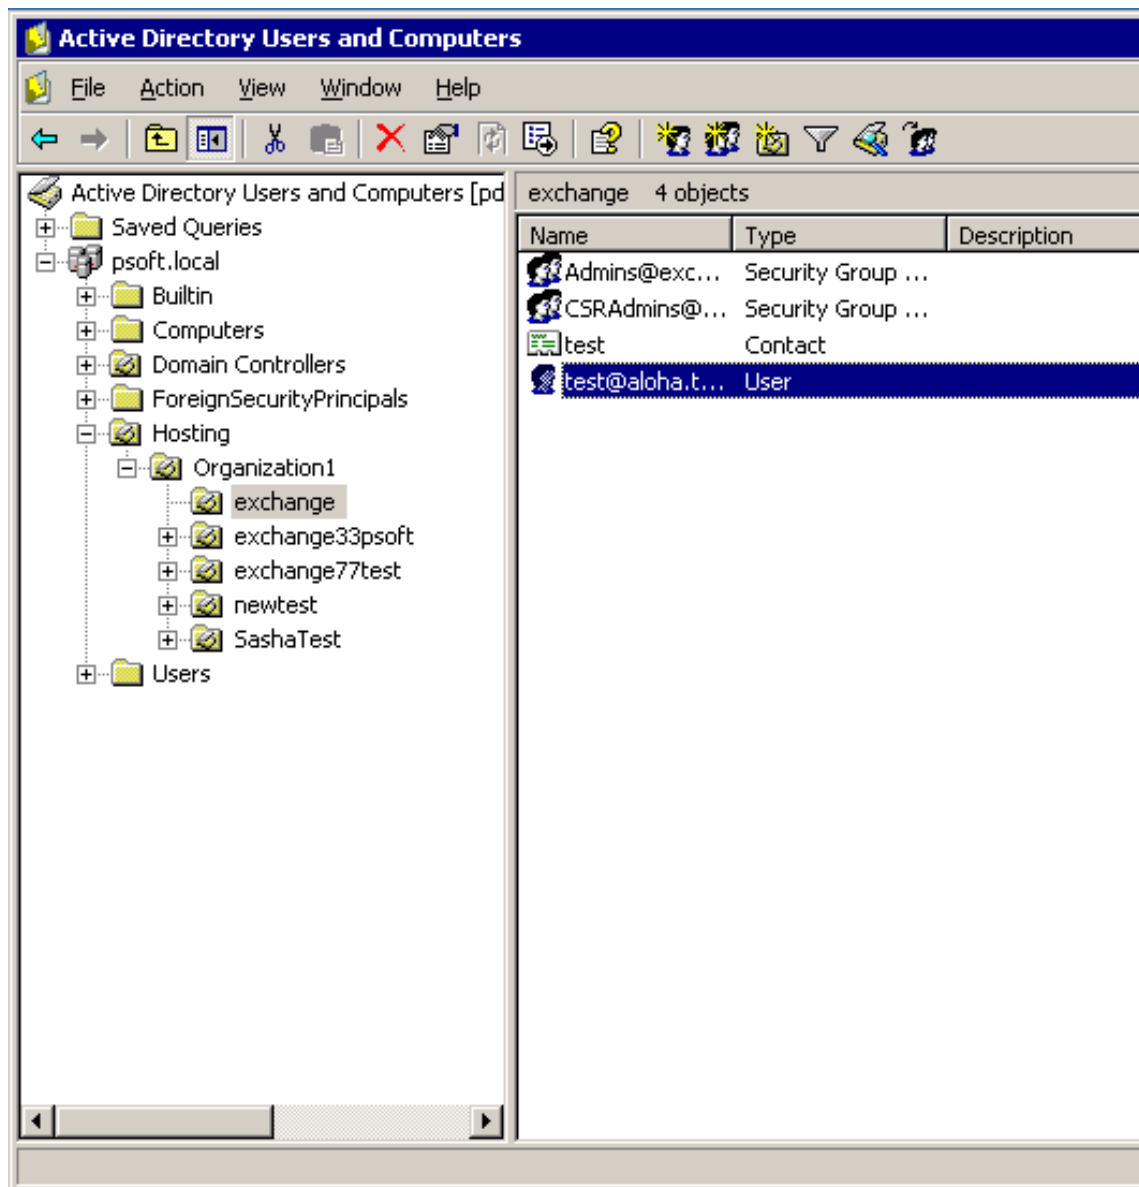 Active Directory Users and Computers
File Action View Window Help
Active Directory Users and Computers [pd
Saved Queries
psoft.local
Builtin
Computers
Domain Controllers
ForeignSecurityPrincipals
Hosting
Organization1
exchange
exchange33psoft
exchange77test
newtest
SashaTest
Users
exchange 4 objects
Name Type Description
Admins@exc... Security Group ...
CSRAdmins@... Security Group ...
test Contact
test@aloha.t... User